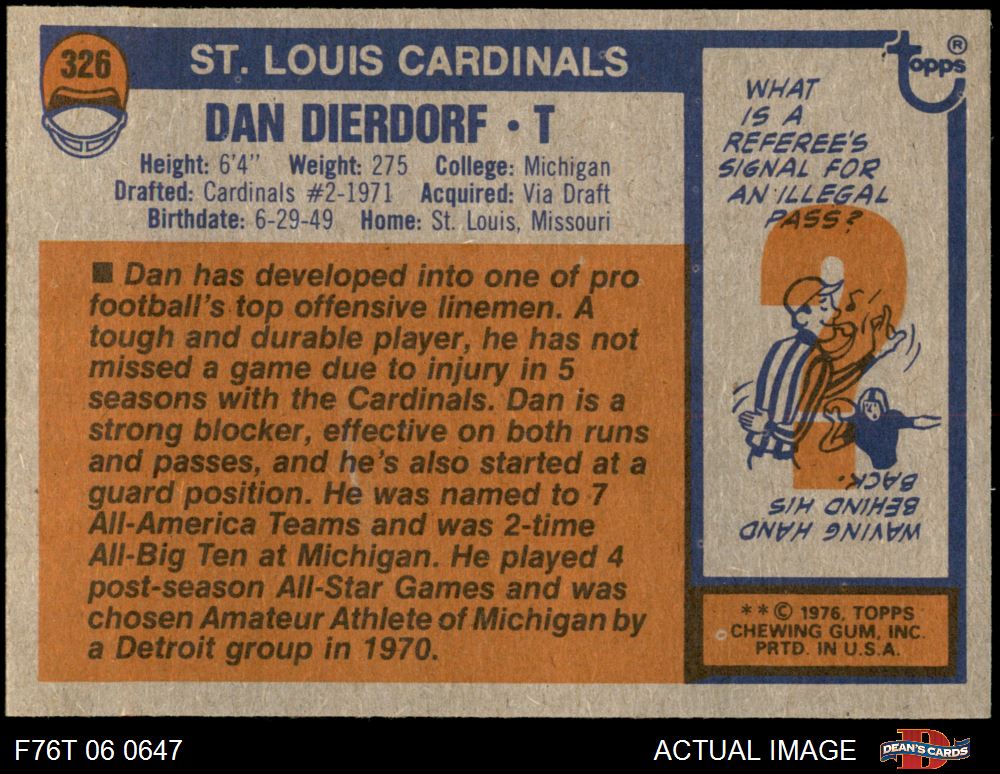 326
ST. LOUIS CARDINALS
DAN DIERDORF • T
Height: 6'4" Weight: 275 College: Michigan
Drafted: Cardinals #2-1971 Acquired: Via Draft
Birthdate: 6-29-49 Home: St. Louis, Missouri
■ Dan has developed into one of pro
football's top offensive linemen. A
tough and durable player, he has not
missed a game due to injury in 5
seasons with the Cardinals. Dan is a
strong blocker, effective on both runs
and passes, and he's also started at a
guard position. He was named to 7
All-America Teams and was 2-time
All-Big Ten at Michigan. He played 4
post-season All-Star Games and was
chosen Amateur Athlete of Michigan by
a Detroit group in 1970.
topps ®
WHAT
IS A
REFEREE'S
SIGNAL FOR
AN ILLEGAL
PASS?
WAVING HAND
BEHIND HIS
BACK.
** © 1976, TOPPS
CHEWING GUM, INC.
PRTD. IN U.S.A.
F76T 06 0647
ACTUAL IMAGE
DEAN'S CARDS